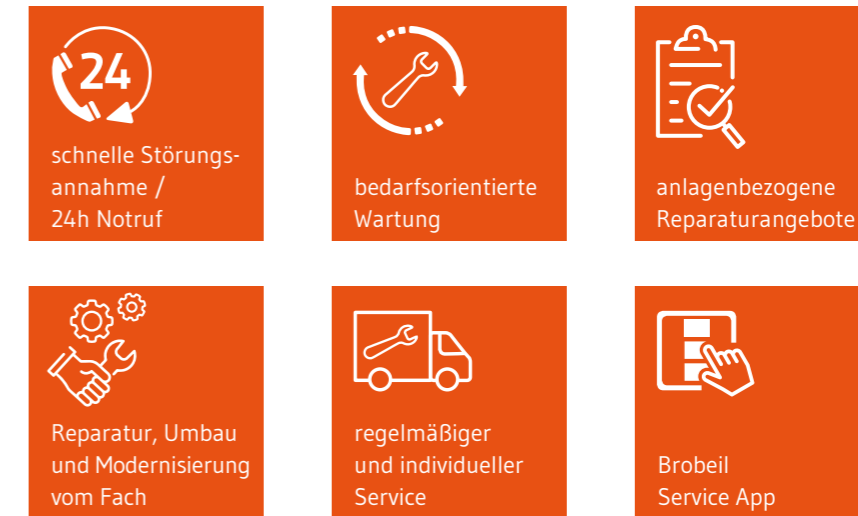 24
schnelle Störungs-
annahme /
24h Notruf
bedarfsorientierte
Wartung
anlagenbezogene
Reparaturangebote
Reparatur, Umbau
und Modernisierung
vom Fach
regelmäßiger
und individueller
Service
Brobeil
Service App